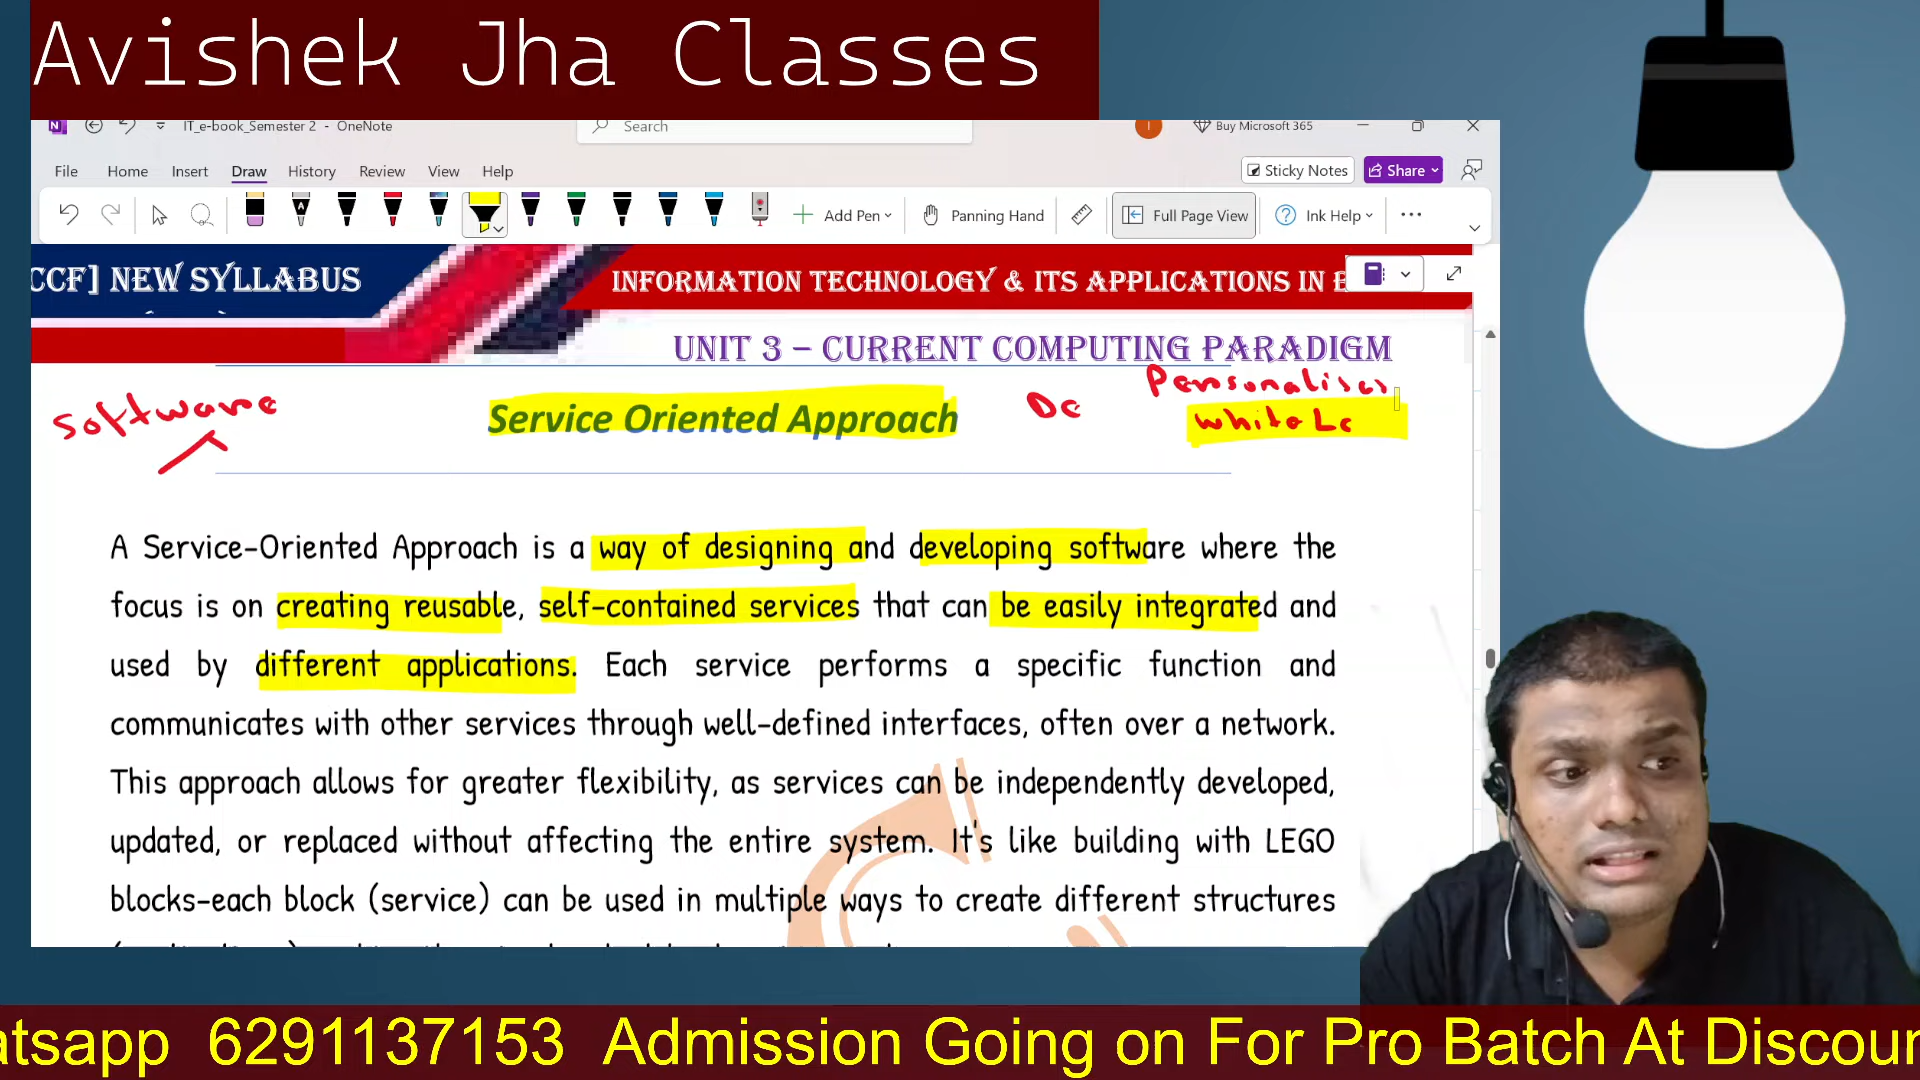 Avishek Jha Classes
IT_e-book_Semester 2 - OneNote
Search
Buy Microsoft 365
File Home Insert Draw History Review View Help
Sticky Notes Share
Add Pen Panning Hand Full Page View Ink Help
CCF] NEW SYLLABUS
INFORMATION TECHNOLOGY & ITS APPLICATIONS IN
UNIT 3 – CURRENT COMPUTING PARADIGM
Software
Service Oriented Approach
De
Personalises
White Le
A Service-Oriented Approach is a way of designing and developing software where the
focus is on creating reusable, self-contained services that can be easily integrated and
used by different applications. Each service performs a specific function and
communicates with other services through well-defined interfaces, often over a network.
This approach allows for greater flexibility, as services can be independently developed,
updated, or replaced without affecting the entire system. It's like building with LEGO
blocks-each block (service) can be used in multiple ways to create different structures
atsapp 6291137153 Admission Going on For Pro Batch At Discoun